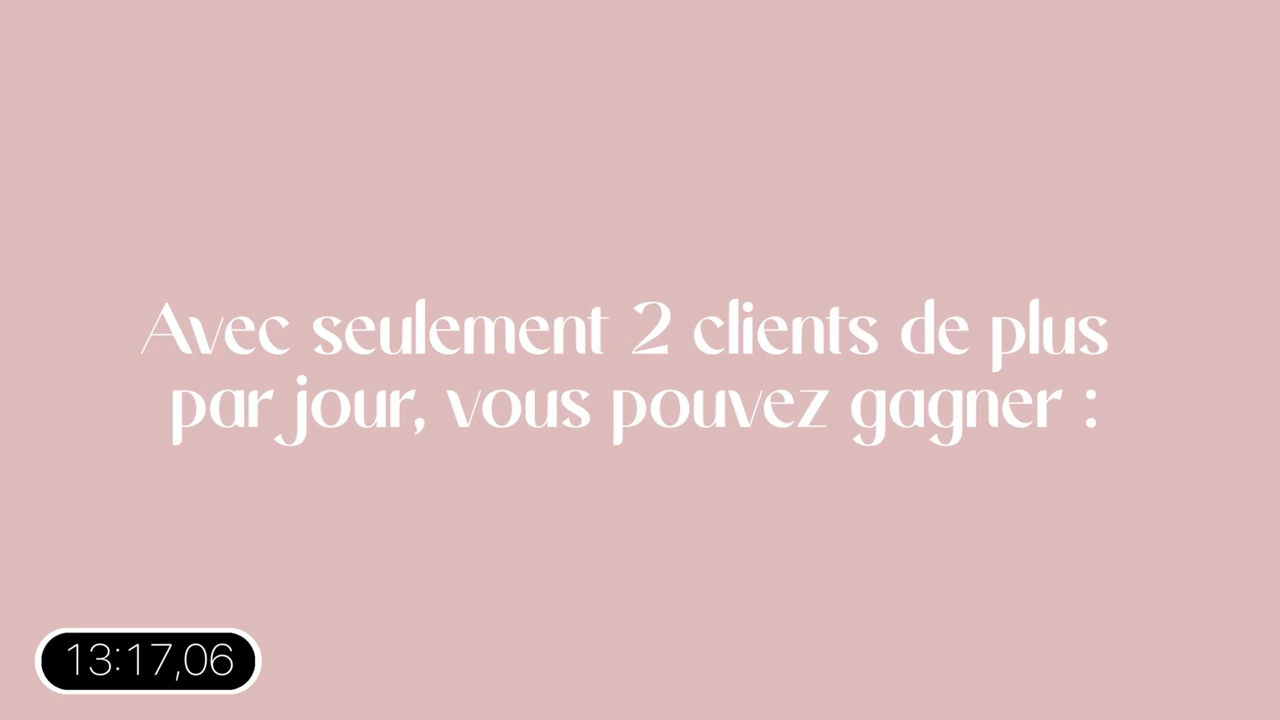 Avec seulement 2 clients de plus
par jour, vous pouvez gagner :
13:17,06